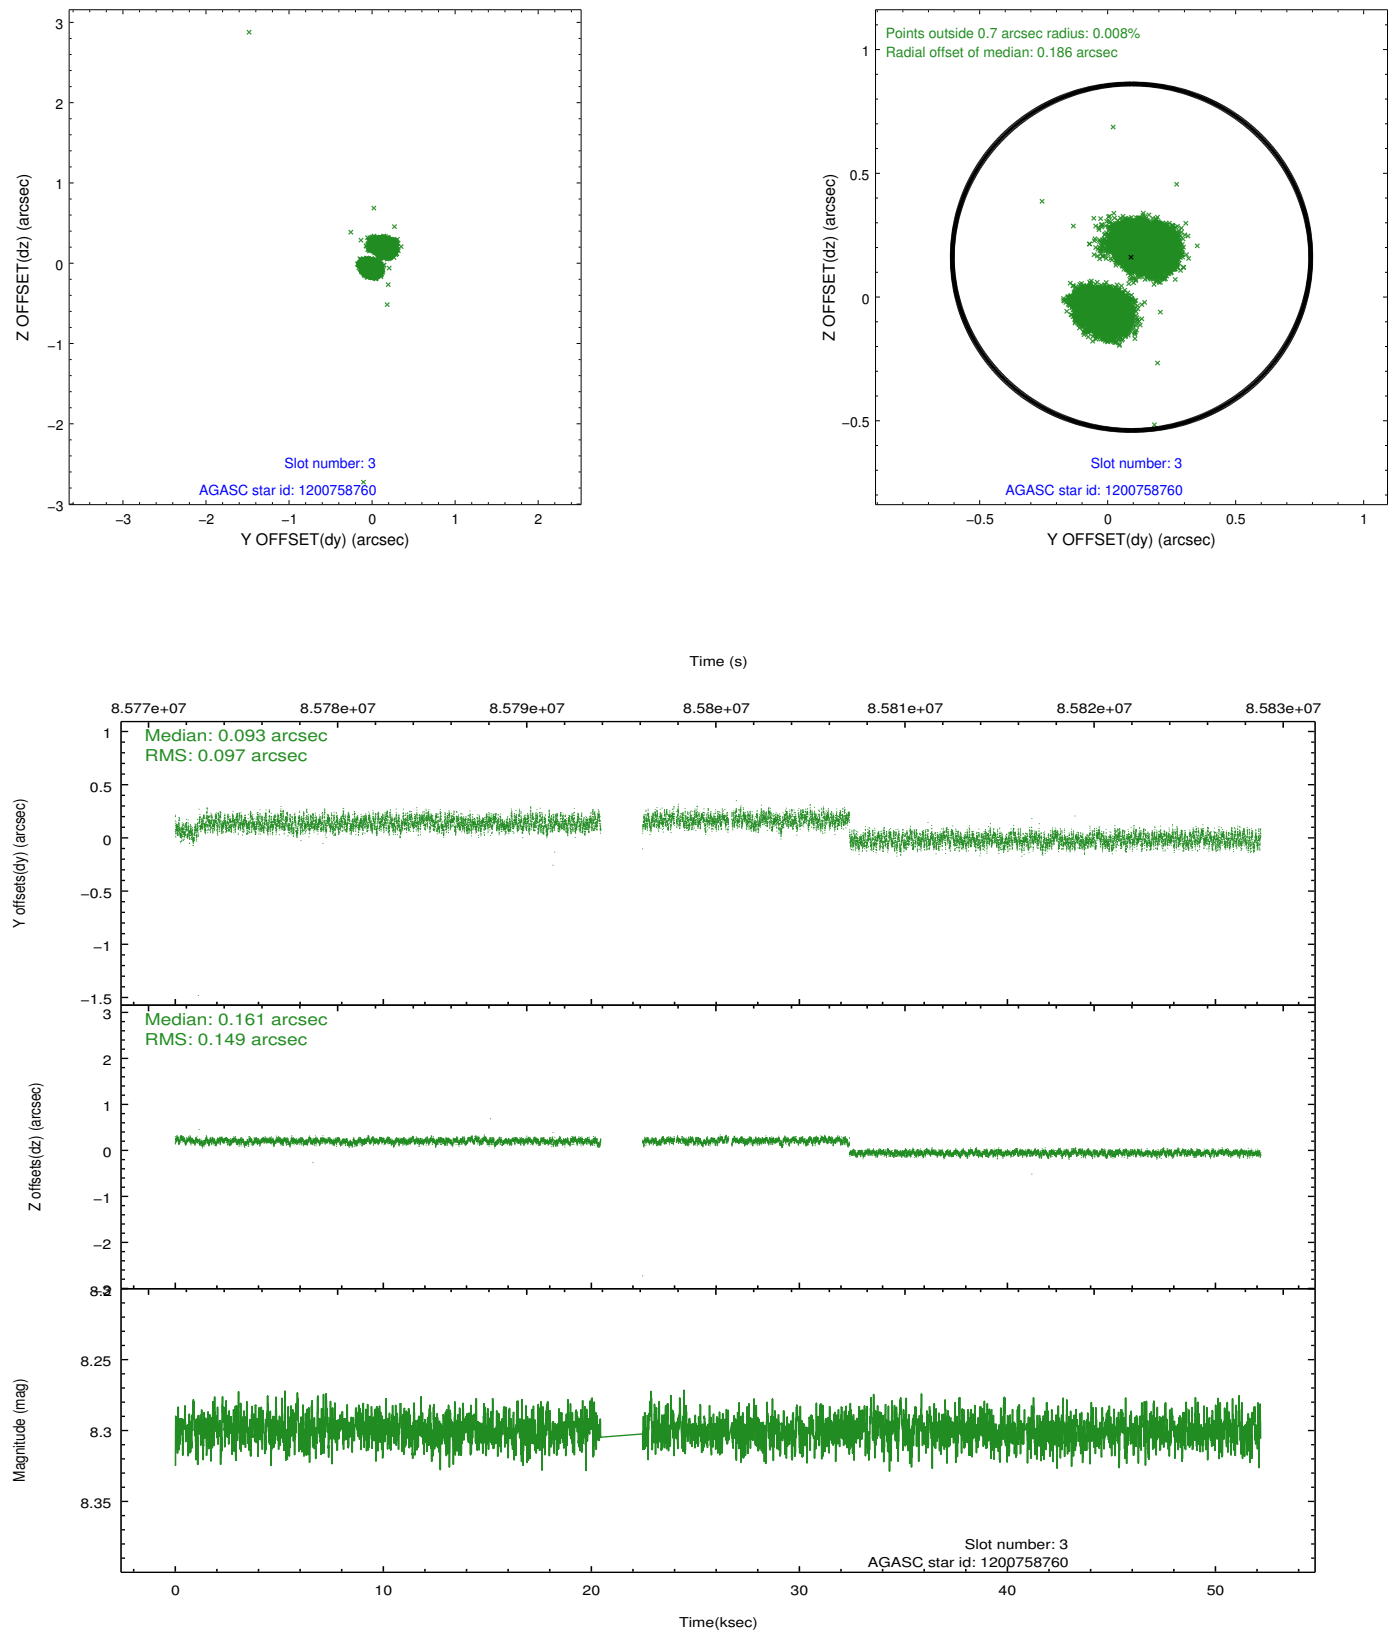 3
2
1
0
−1
−2
−3
−3 −2 −1 0 1 2
Z OFFSET(dz) (arcsec)
Y OFFSET(dy) (arcsec)
Slot number: 3
AGASC star id: 1200758760
Points outside 0.7 arcsec radius: 0.008%
Radial offset of median: 0.186 arcsec
1
0.5
0
−0.5
−0.5 0 0.5 1
Z OFFSET(dz) (arcsec)
Y OFFSET(dy) (arcsec)
Slot number: 3
AGASC star id: 1200758760
Time (s)
8.577e+07 8.578e+07 8.579e+07 8.58e+07 8.581e+07 8.582e+07 8.583e+07
Median: 0.093 arcsec
RMS: 0.097 arcsec
1
0.5
0
−0.5
−1
−1.5
Y offsets(dy) (arcsec)
Median: 0.161 arcsec
RMS: 0.149 arcsec
3
2
1
0
−1
−2
−3
Z offsets(dz) (arcsec)
8.2
8.25
8.3
8.35
Magnitude (mag)
Slot number: 3
AGASC star id: 1200758760
0 10 20 30 40 50
Time(ksec)